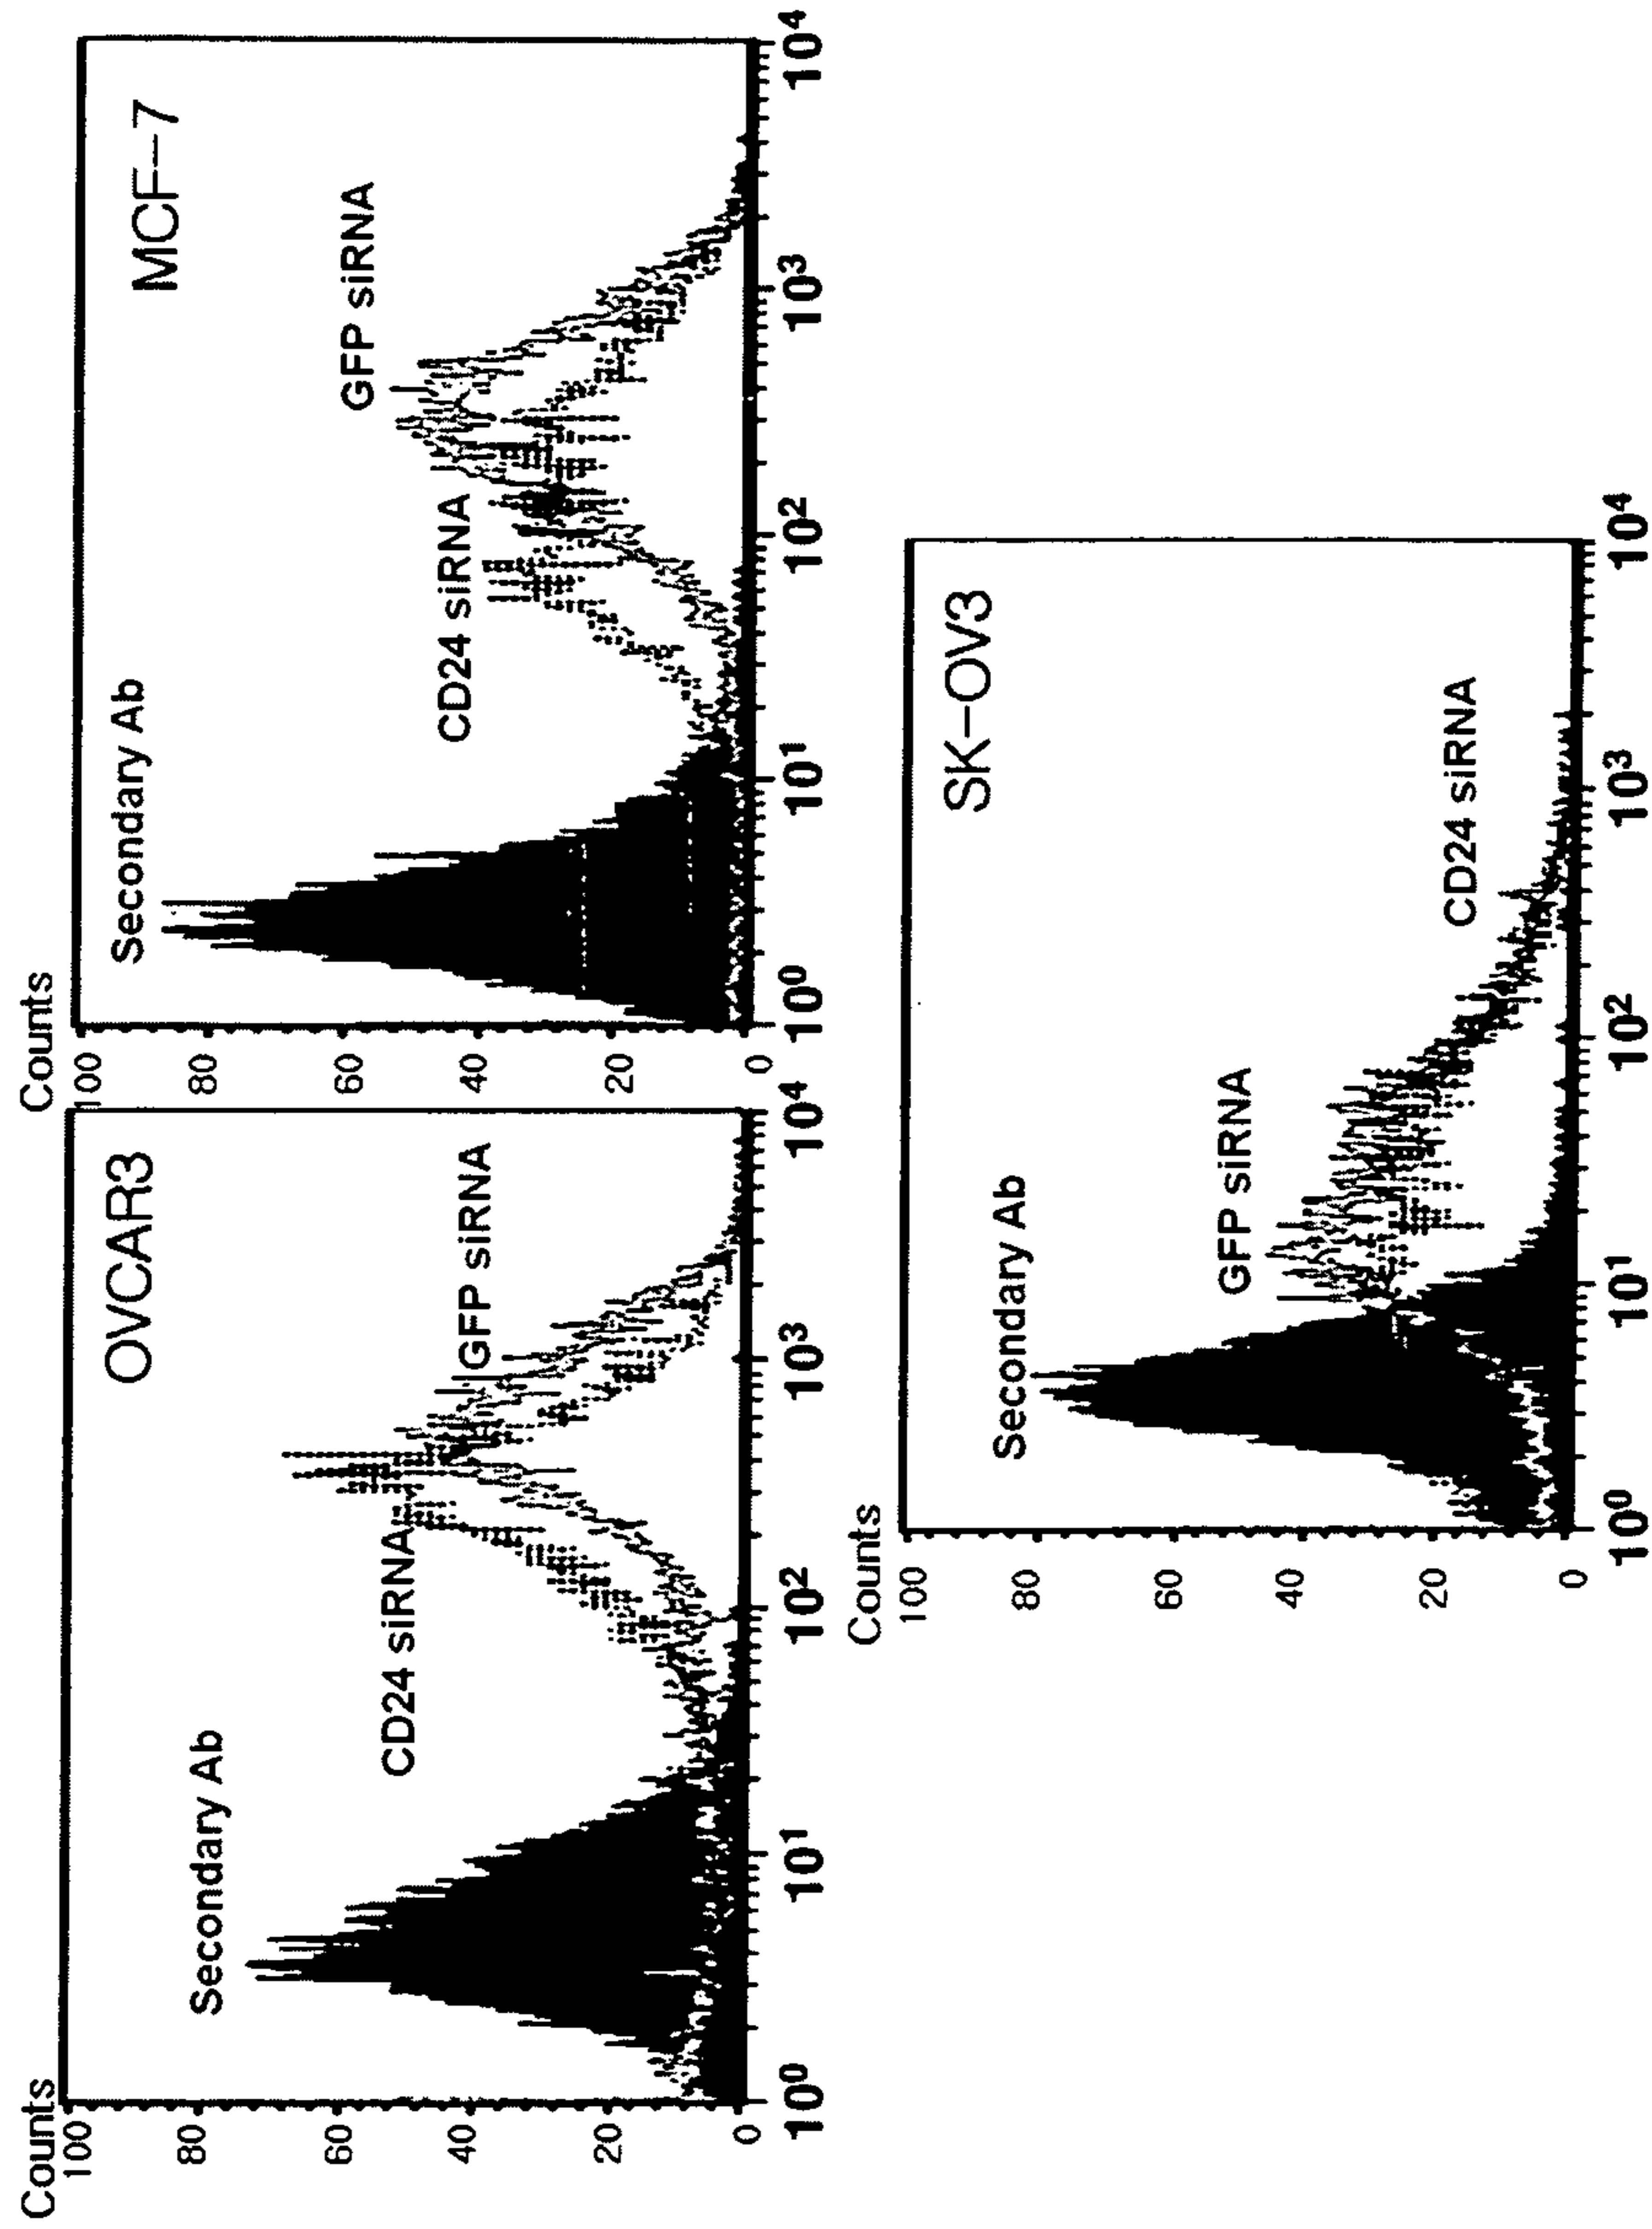 Counts
OVCAR3
100
80
60
40
20
0
Secondary Ab
CD24 siRNA
GFP siRNA
10⁰ 10¹ 10² 10³ 10⁴
Counts
MCF–7
100
80
60
40
20
0
Secondary Ab
CD24 siRNA
GFP siRNA
10⁰ 10¹ 10² 10³ 10⁴
Counts
SK–OV3
100
80
60
40
20
0
Secondary Ab
GFP siRNA
CD24 siRNA
10⁰ 10¹ 10² 10³ 10⁴